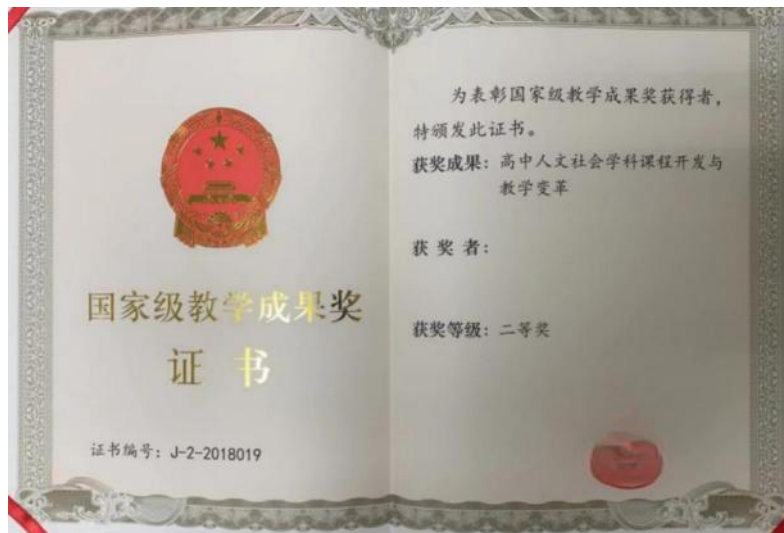 国家级教学成果奖
证书
证书编号：J-2-2018019
为表彰国家级教学成果奖获得者，
特颁发此证书。
获奖成果：高中人文社会学科课程开发与
教学变革
获奖者：
获奖等级：二等奖